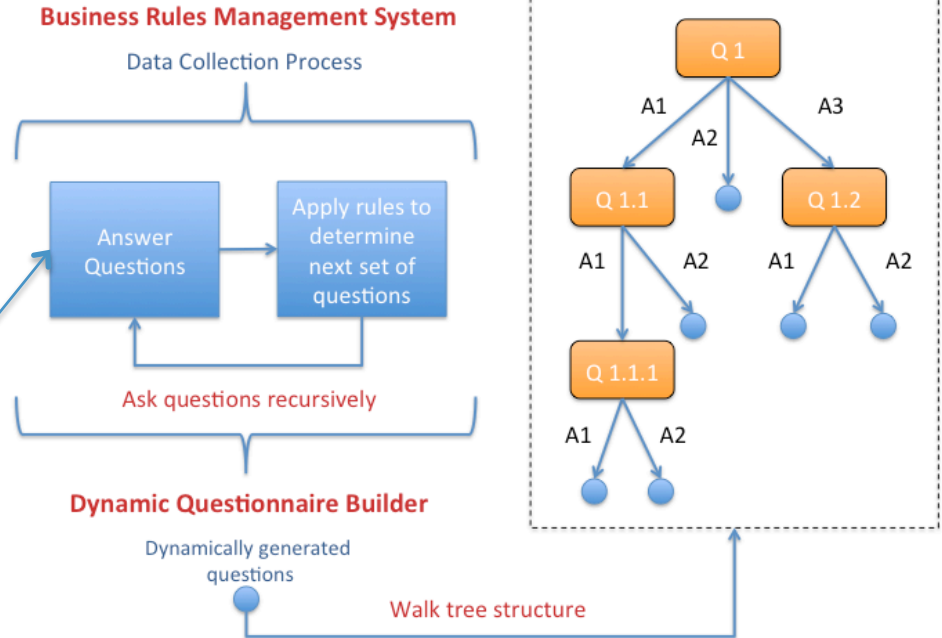 Business Rules Management System
Data Collection Process
Answer
Questions
Apply rules to
determine
next set of
questions
Ask questions recursively
Dynamic Questionnaire Builder
Dynamically generated
questions
Walk tree structure
Q 1
A1
A2
A3
Q 1.1
Q 1.2
A1
A2
A1
A2
Q 1.1.1
A1
A2